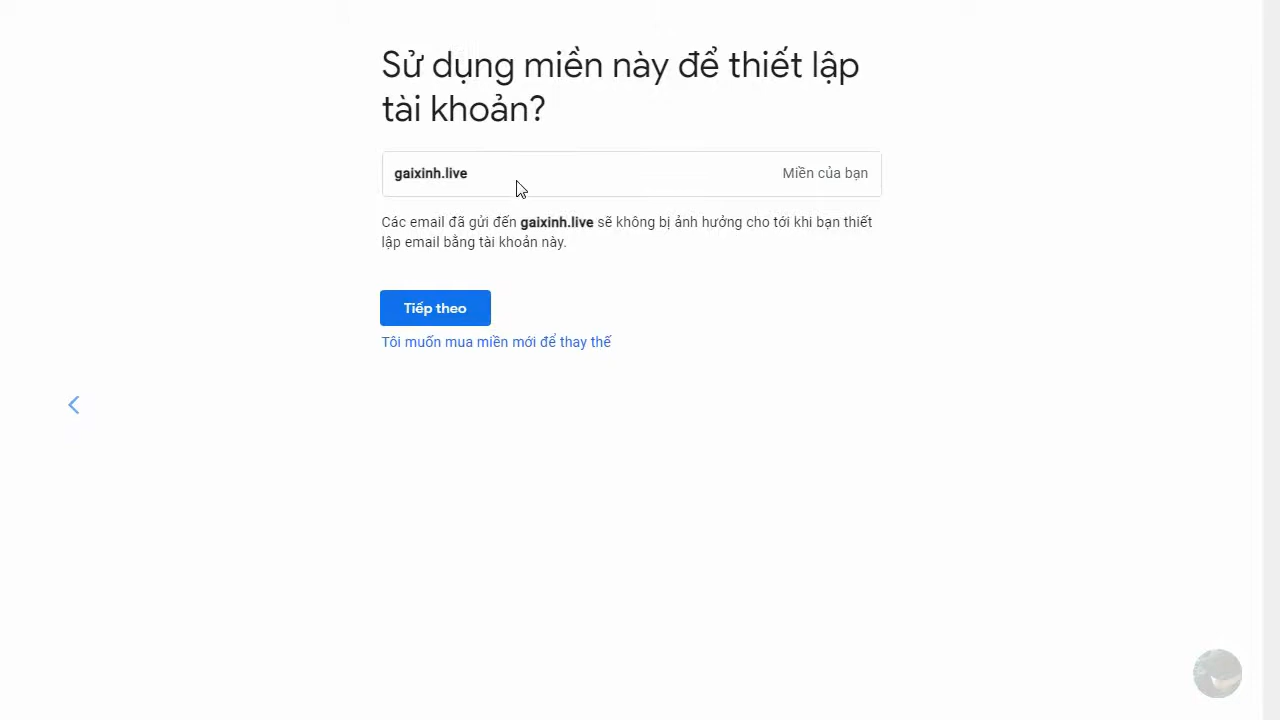 Sử dụng miền này để thiết lập
tài khoản?
gaixinh.live Miền của bạn
Các email đã gửi đến gaixinh.live sẽ không bị ảnh hưởng cho tới khi bạn thiết
lập email bằng tài khoản này.
Tiếp theo
Tôi muốn mua miền mới để thay thế